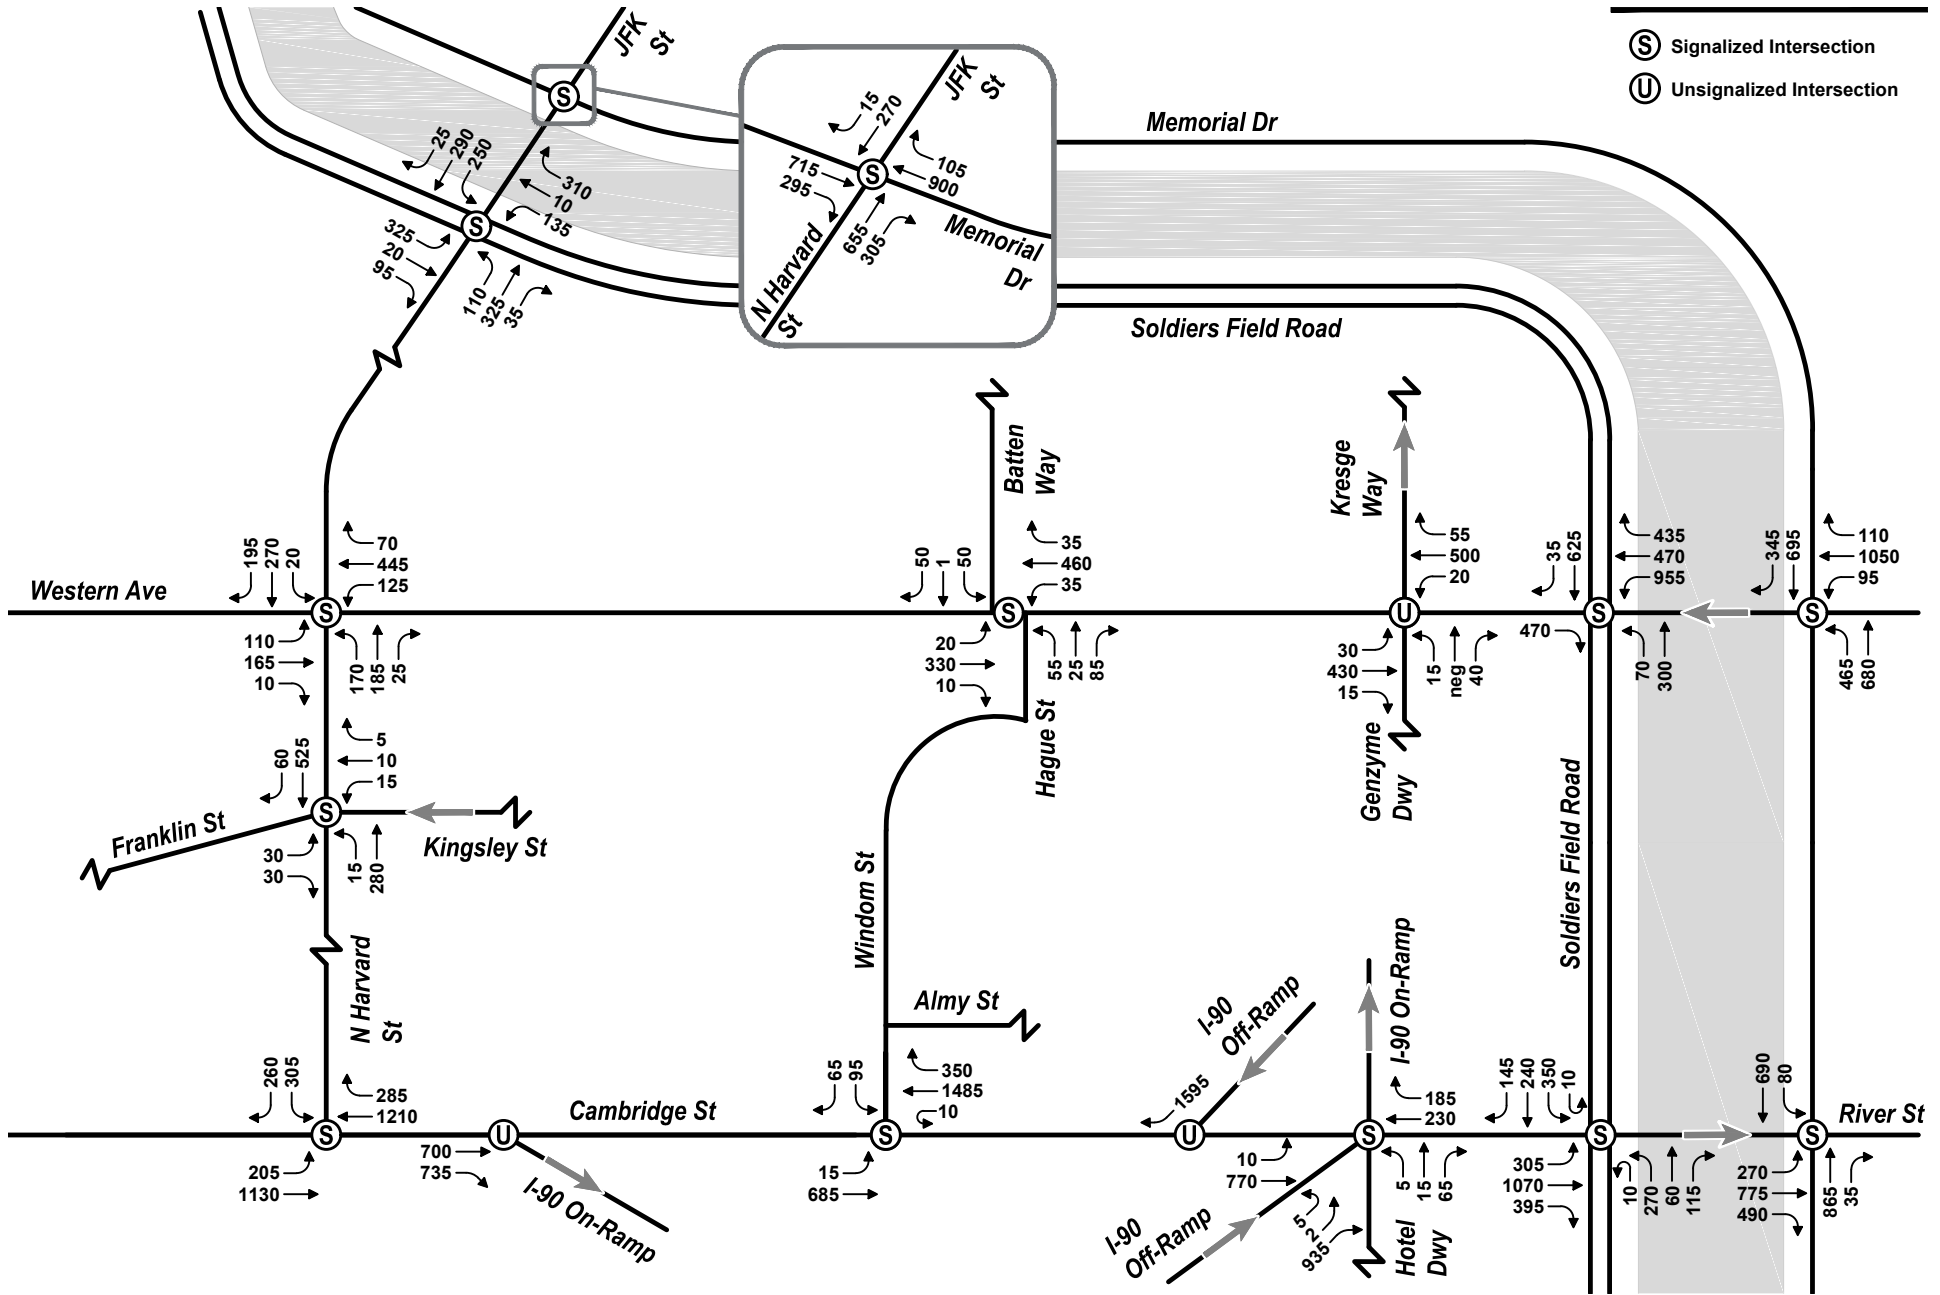 JFK
St
S
Signalized Intersection
U
Unsignalized Intersection
S
JFK
St
15
270
715
295
S
105
900
655
305
N Harvard
St
Memorial
Dr
Memorial Dr
Soldiers Field Road
25
290
250
310
10
135
S
325
20
95
110
325
35
Batten
Way
Kresge
Way
Western Ave
195
270
20
70
445
125
S
110
165
10
170
185
25
50
1
50
35
460
35
S
20
330
10
55
25
85
Hague St
55
500
20
U
30
430
15
15
neg
40
Genzyme
Dwy
35
625
435
470
955
S
470
70
300
345
695
110
1050
95
S
465
680
60
525
5
10
15
S
Franklin St
Kingsley St
30
30
15
280
Windom St
Soldiers Field Road
N Harvard
St
Almy St
I-90
Off-Ramp
I-90 On-Ramp
260
305
285
1210
S
205
1130
U
700
735
I-90 On-Ramp
Cambridge St
65
95
350
1485
10
S
15
685
1595
U
10
770
185
230
S
5
15
65
I-90
Off-Ramp
5
2
935
Hotel
Dwy
145
240
350
10
S
305
1070
395
10
270
60
115
690
80
River St
S
270
775
490
865
35